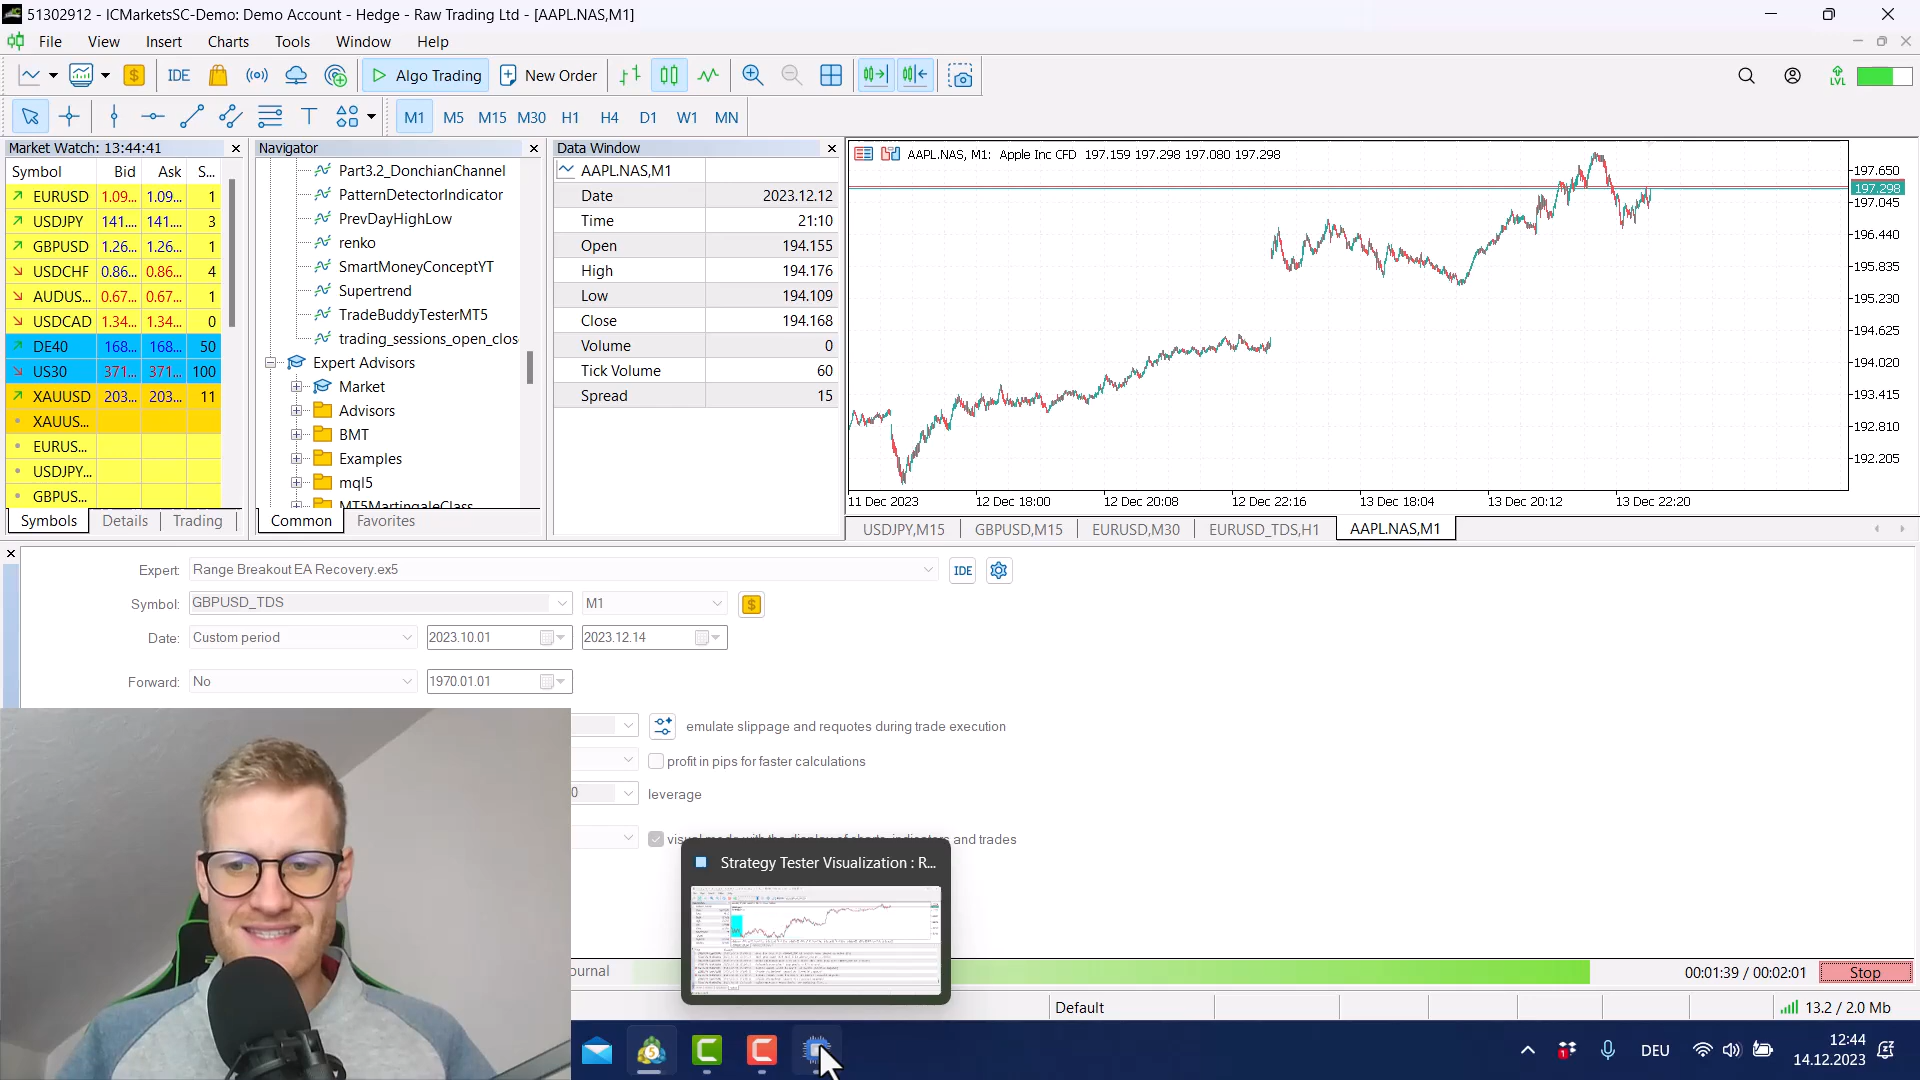 51302912 - ICMarketsSC-Demo: Demo Account - Hedge - Raw Trading Ltd - [AAPL.NAS,M1]
File View Insert Charts Tools Window Help
IDE Algo Trading New Order LVL
M1 M5 M15 M30 H1 H4 D1 W1 MN
Market Watch: 13:44:41
Symbol Bid Ask S...
EURUSD 1.09... 1.09... 1
USDJPY 141.... 141.... 3
GBPUSD 1.26... 1.26... 1
USDCHF 0.86... 0.86... 4
AUDUS... 0.67... 0.67... 1
USDCAD 1.34... 1.34... 0
DE40 168... 168... 50
US30 371... 371... 100
XAUUSD 203... 203... 11
XAUUS...
EURUS...
USDJPY...
GBPUS...
Symbols Details Trading
Navigator
Part3.2_DonchianChannel
PatternDetectorIndicator
PrevDayHighLow
renko
SmartMoneyConceptYT
Supertrend
TradeBuddyTesterMT5
trading_sessions_open_clos
Expert Advisors
Market
Advisors
BMT
Examples
mql5
MT5MartingaleClass
Common Favorites
Data Window
AAPL.NAS,M1
Date 2023.12.12
Time 21:10
Open 194.155
High 194.176
Low 194.109
Close 194.168
Volume 0
Tick Volume 60
Spread 15
AAPL.NAS, M1: Apple Inc CFD 197.159 197.298 197.080 197.298
197.650
197.298
197.045
196.440
195.835
195.230
194.625
194.020
193.415
192.810
192.205
11 Dec 2023 12 Dec 18:00 12 Dec 20:08 12 Dec 22:16 13 Dec 18:04 13 Dec 20:12 13 Dec 22:20
USDJPY,M15 GBPUSD,M15 EURUSD,M30 EURUSD_TDS,H1 AAPL.NAS,M1
Expert: Range Breakout EA Recovery.ex5 IDE
Symbol: GBPUSD_TDS M1
Date: Custom period 2023.10.01 2023.12.14
Forward: No 1970.01.01
emulate slippage and requotes during trade execution
profit in pips for faster calculations
0 leverage
visual mode with the display of charts, indicators and trades
Strategy Tester Visualization : R...
ournal 00:01:39 / 00:02:01 Stop
Default 13.2 / 2.0 Mb
DEU 12:44
14.12.2023